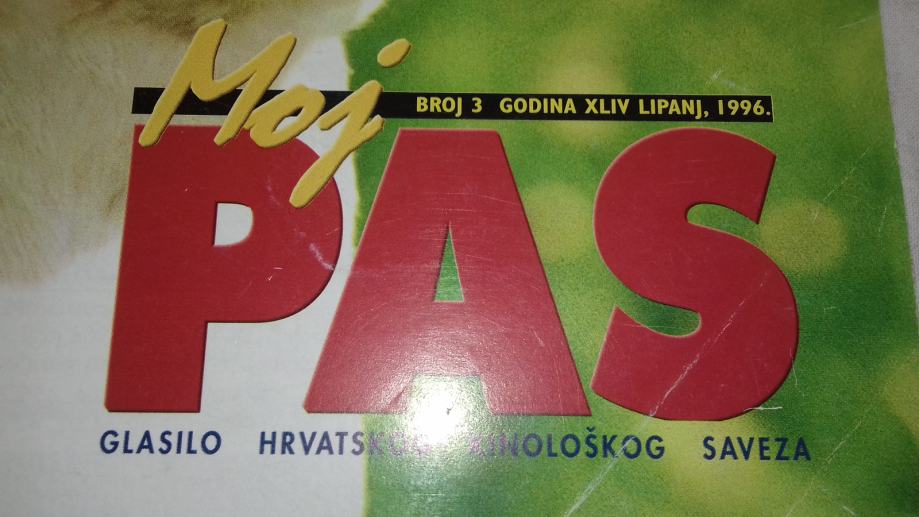 Moj
BROJ 3 GODINA XLIV LIPANJ, 1996.
PAS
GLASILO HRVATSKOG KINOLOŠKOG SAVEZA